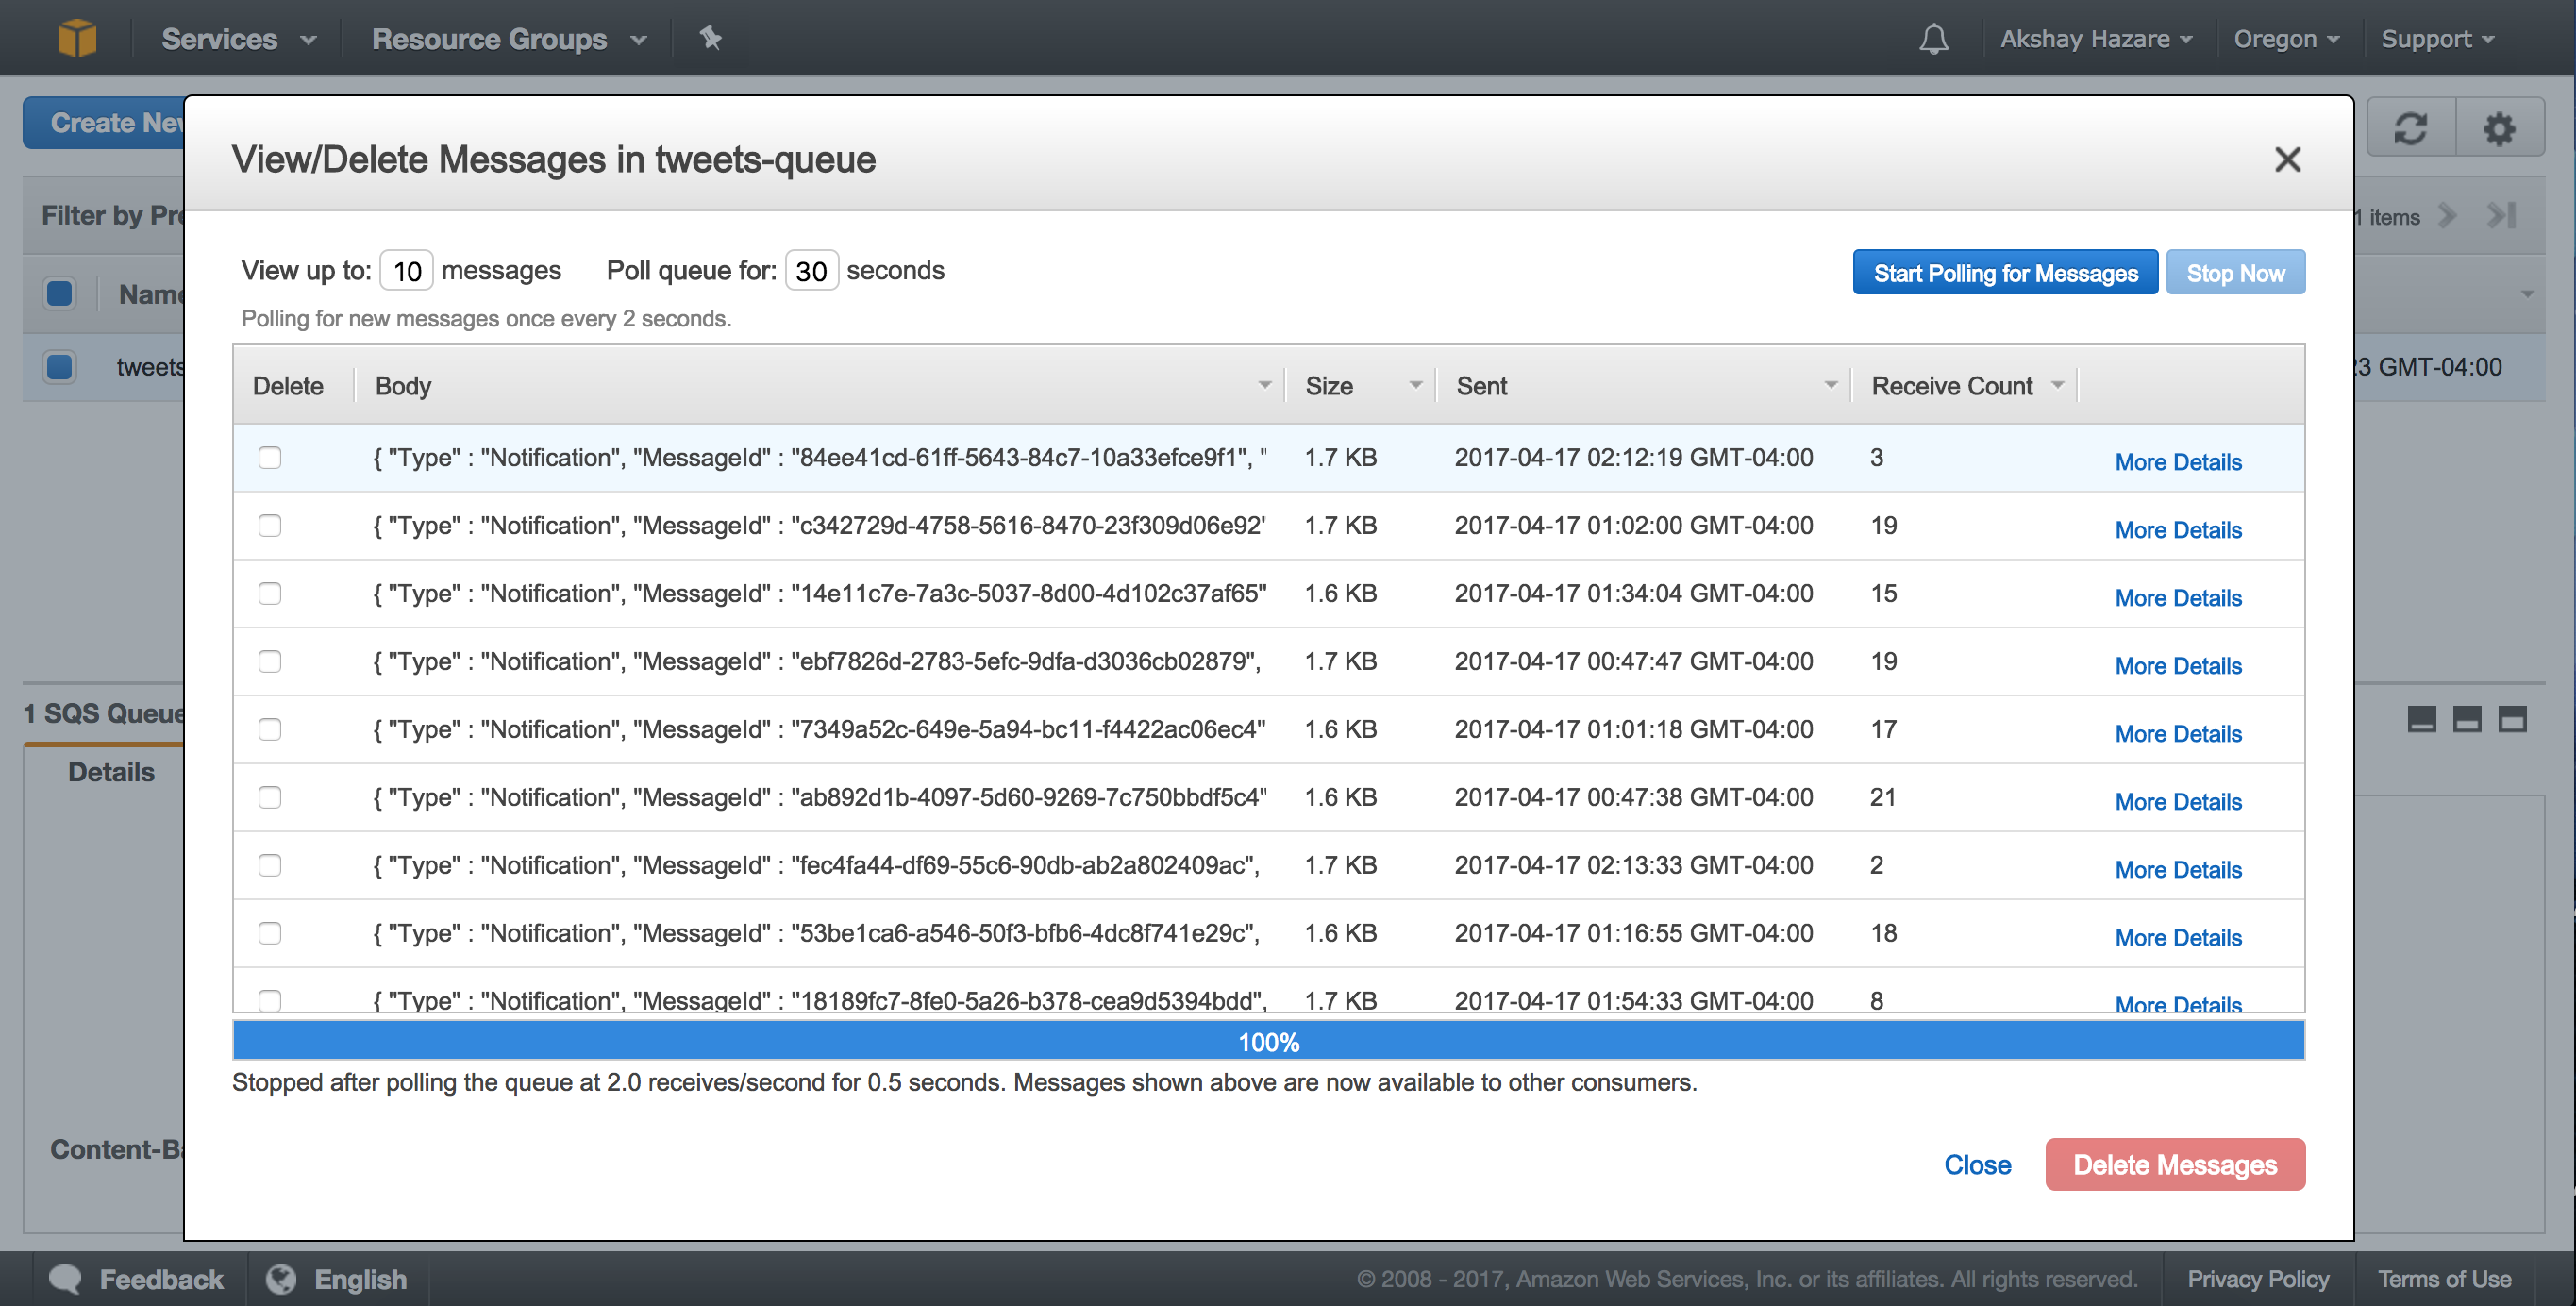 Services Resource Groups Akshay Hazare Oregon Support
Create New
View/Delete Messages in tweets-queue
Filter by Pre
1 items
View up to: 10 messages Poll queue for: 30 seconds Start Polling for Messages Stop Now
Name
Polling for new messages once every 2 seconds.
tweets
23 GMT-04:00
Delete Body Size Sent Receive Count
{ "Type" : "Notification", "MessageId" : "84ee41cd-61ff-5643-84c7-10a33efce9f1", " 1.7 KB 2017-04-17 02:12:19 GMT-04:00 3 More Details
{ "Type" : "Notification", "MessageId" : "c342729d-4758-5616-8470-23f309d06e92' 1.7 KB 2017-04-17 01:02:00 GMT-04:00 19 More Details
{ "Type" : "Notification", "MessageId" : "14e11c7e-7a3c-5037-8d00-4d102c37af65" 1.6 KB 2017-04-17 01:34:04 GMT-04:00 15 More Details
{ "Type" : "Notification", "MessageId" : "ebf7826d-2783-5efc-9dfa-d3036cb02879", 1.7 KB 2017-04-17 00:47:47 GMT-04:00 19 More Details
{ "Type" : "Notification", "MessageId" : "7349a52c-649e-5a94-bc11-f4422ac06ec4" 1.6 KB 2017-04-17 01:01:18 GMT-04:00 17 More Details
1 SQS Queue
Details
{ "Type" : "Notification", "MessageId" : "ab892d1b-4097-5d60-9269-7c750bbdf5c4" 1.6 KB 2017-04-17 00:47:38 GMT-04:00 21 More Details
{ "Type" : "Notification", "MessageId" : "fec4fa44-df69-55c6-90db-ab2a802409ac", 1.7 KB 2017-04-17 02:13:33 GMT-04:00 2 More Details
{ "Type" : "Notification", "MessageId" : "53be1ca6-a546-50f3-bfb6-4dc8f741e29c", 1.6 KB 2017-04-17 01:16:55 GMT-04:00 18 More Details
{ "Type" : "Notification", "MessageId" : "18189fc7-8fe0-5a26-b378-cea9d5394bdd", 1.7 KB 2017-04-17 01:54:33 GMT-04:00 8 More Details
100%
Stopped after polling the queue at 2.0 receives/second for 0.5 seconds. Messages shown above are now available to other consumers.
Content-Ba
Close Delete Messages
Feedback English © 2008 - 2017, Amazon Web Services, Inc. or its affiliates. All rights reserved. Privacy Policy Terms of Use